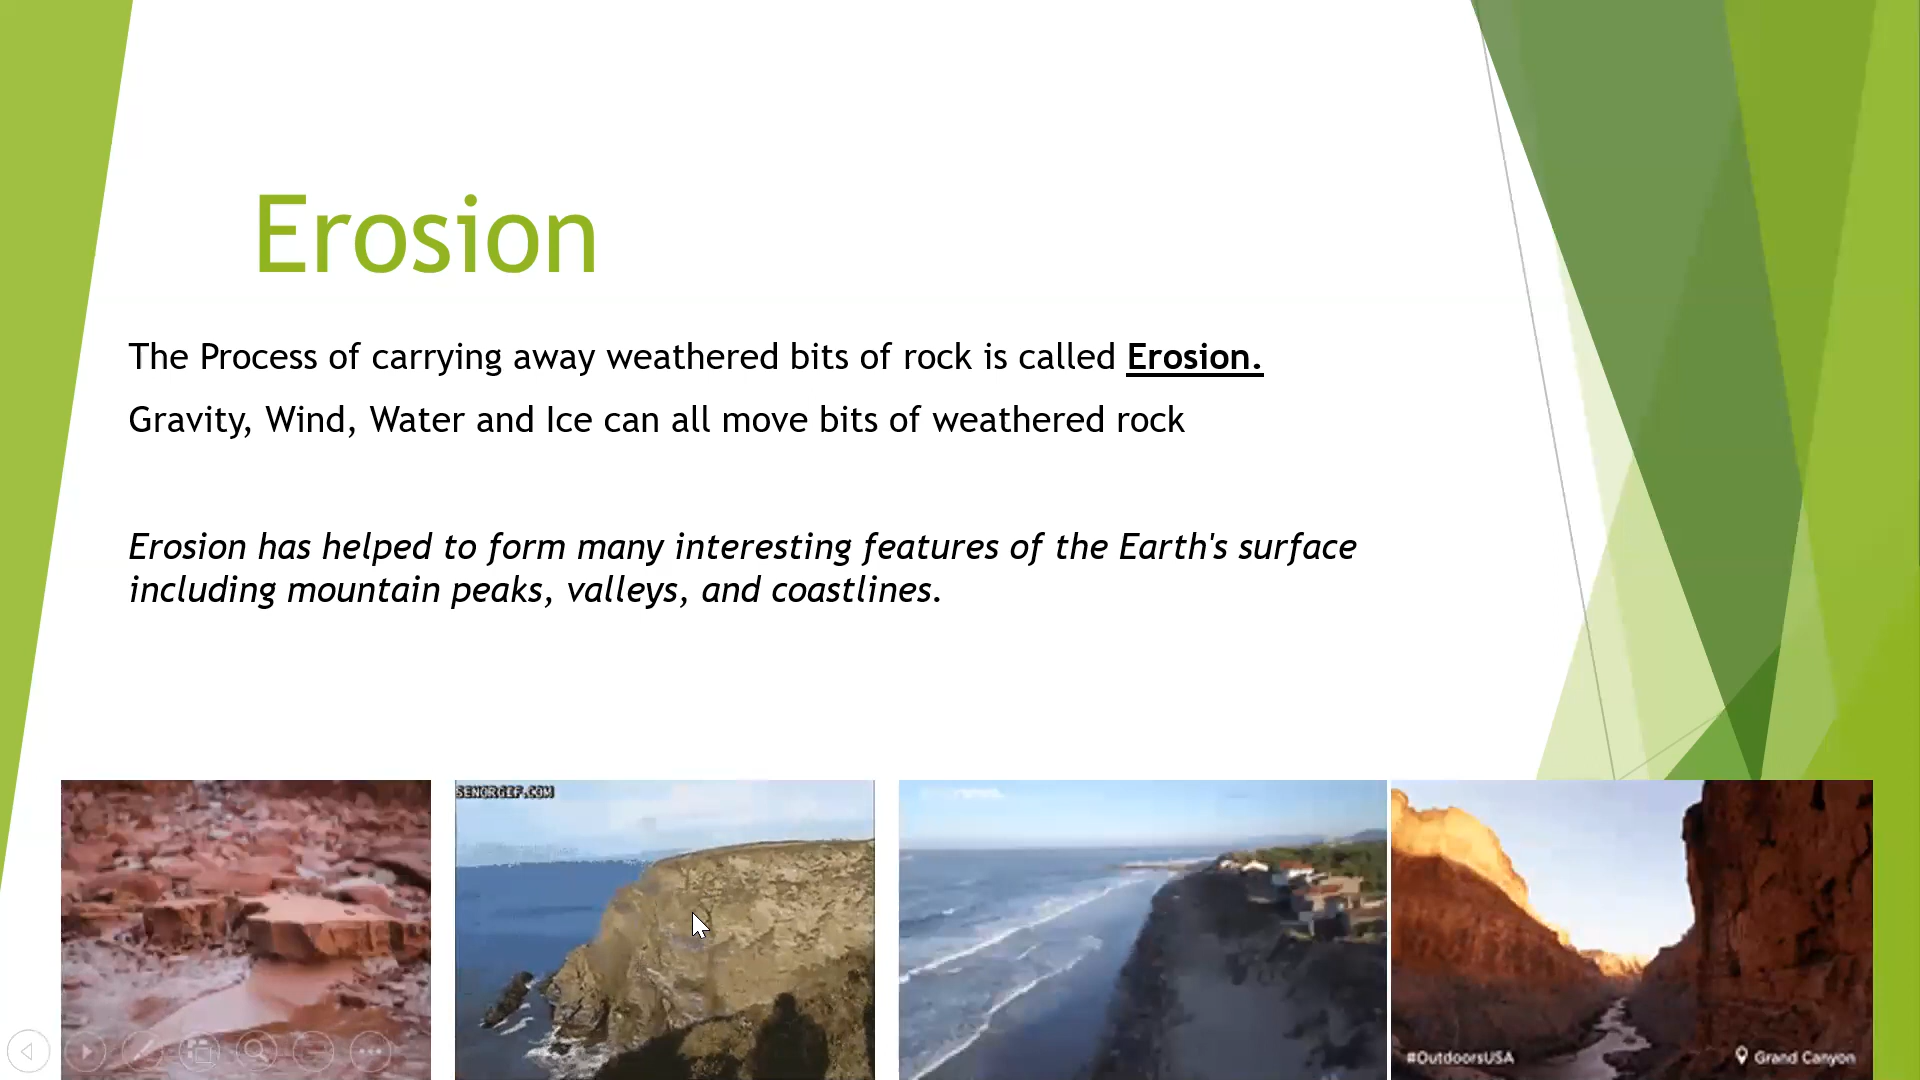 Erosion
The Process of carrying away weathered bits of rock is called Erosion.
Gravity, Wind, Water and Ice can all move bits of weathered rock
Erosion has helped to form many interesting features of the Earth's surface
including mountain peaks, valleys, and coastlines.
SENORGIF.COM
#OutdoorsUSA
Grand Canyon